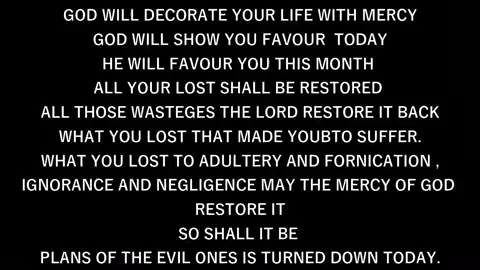 GOD WILL DECORATE YOUR LIFE WITH MERCY
GOD WILL SHOW YOU FAVOUR TODAY
HE WILL FAVOUR YOU THIS MONTH
ALL YOUR LOST SHALL BE RESTORED
ALL THOSE WASTEGES THE LORD RESTORE IT BACK
WHAT YOU LOST THAT MADE YOUBTO SUFFER.
WHAT YOU LOST TO ADULTERY AND FORNICATION ,
IGNORANCE AND NEGLIGENCE MAY THE MERCY OF GOD
RESTORE IT
SO SHALL IT BE
PLANS OF THE EVIL ONES IS TURNED DOWN TODAY.